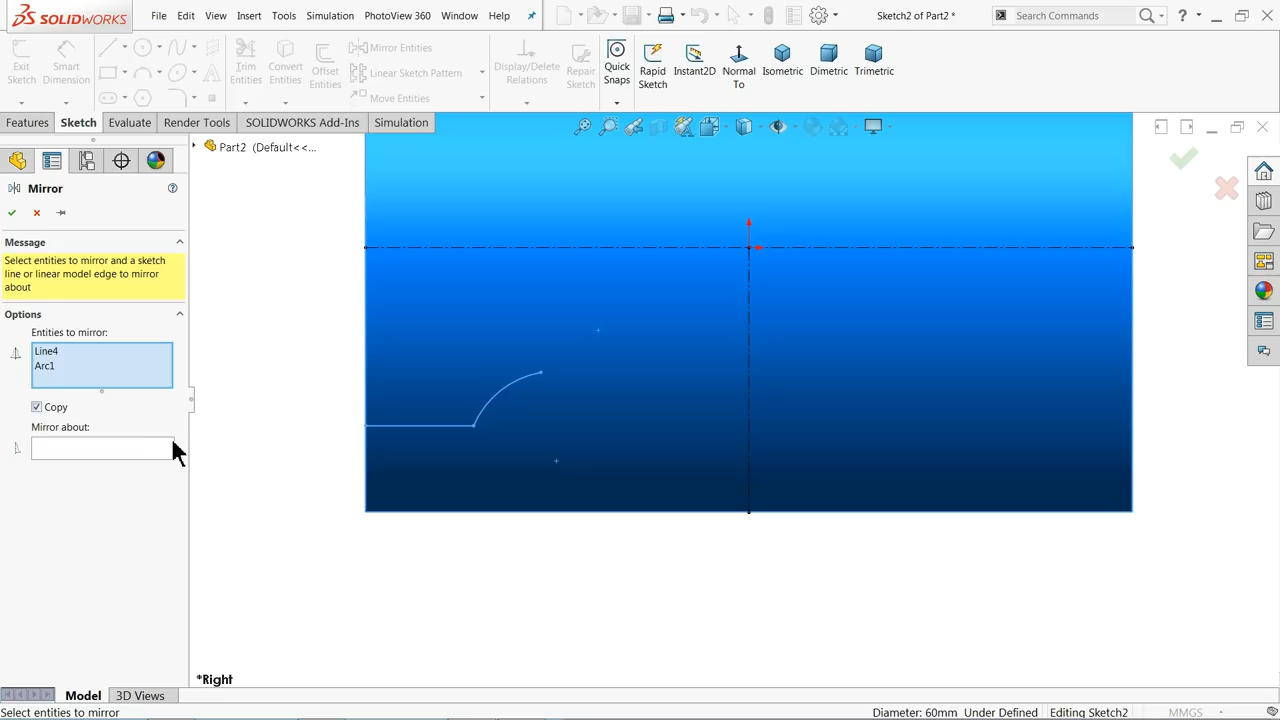 SOLIDWORKS File Edit View Insert Tools Simulation PhotoView 360 Window Help Sketch2 of Part2 * Search Commands ?
Exit Sketch
Smart Dimension
Trim Entities
Convert Entities
Offset Entities
Mirror Entities
Linear Sketch Pattern
Move Entities
Display/Delete Relations
Repair Sketch
Quick Snaps
Rapid Sketch
Instant2D
Normal To
Isometric
Dimetric
Trimetric
Features Sketch Evaluate Render Tools SOLIDWORKS Add-Ins Simulation
Part2 (Default<<...
Mirror
Message
Select entities to mirror and a sketch
line or linear model edge to mirror
about
Options
Entities to mirror:
Line4
Arc1
Copy
Mirror about:
*Right
Model 3D Views
Select entities to mirror Diameter: 60mm Under Defined Editing Sketch2 MMGS